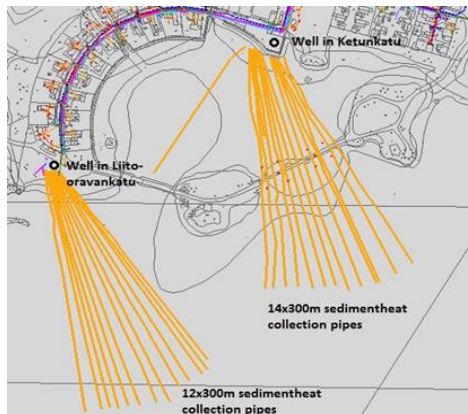 Well in Ketunkatu
Well in Liito-
oravankatu
14x300m sedimentheat
collection pipes
12x300m sedimentheat
collection pipes